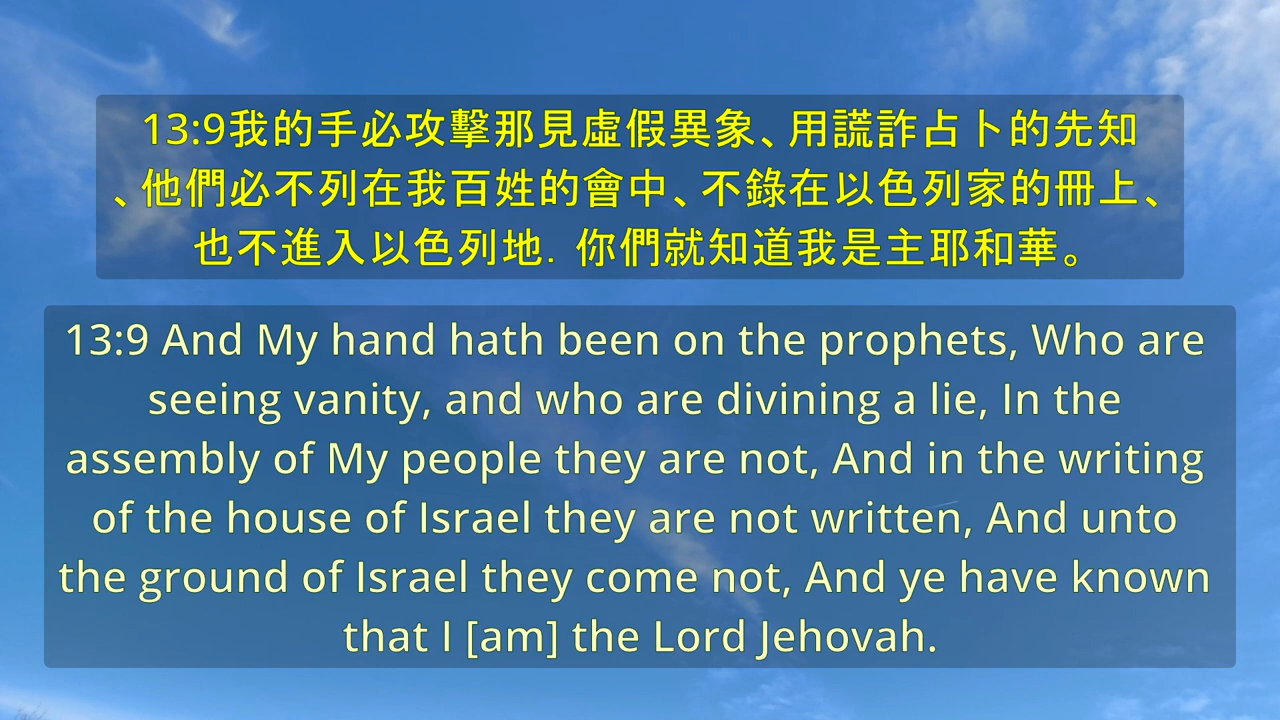 13:9我的手必攻擊那見虛假異象、用謊詐占卜的先知
、他們必不列在我百姓的會中、不錄在以色列家的冊上、
也不進入以色列地．你們就知道我是主耶和華。
13:9 And My hand hath been on the prophets, Who are
seeing vanity, and who are divining a lie, In the
assembly of My people they are not, And in the writing
of the house of Israel they are not written, And unto
the ground of Israel they come not, And ye have known
that I [am] the Lord Jehovah.